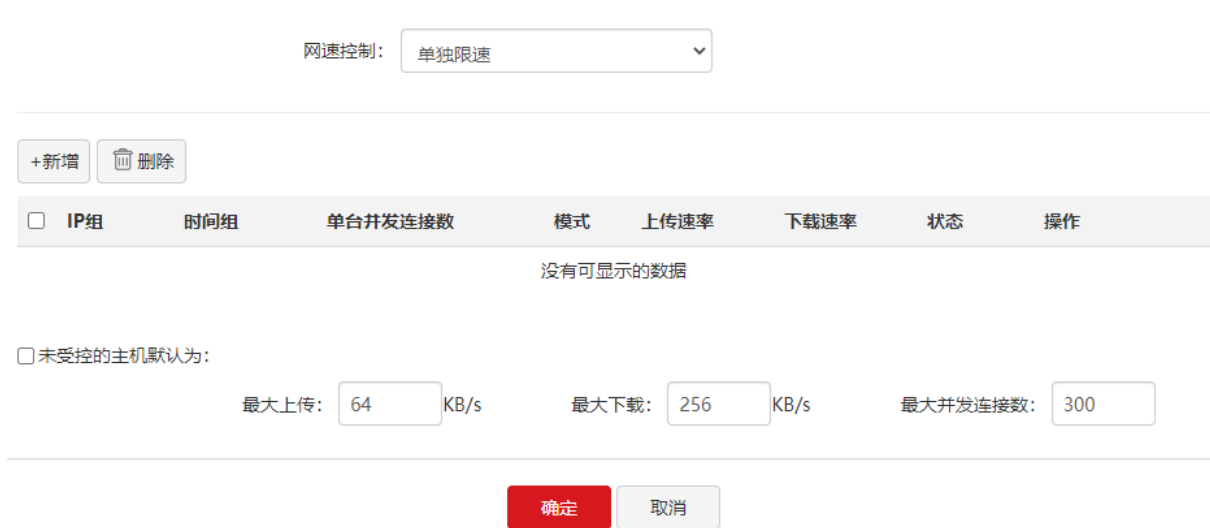 网速控制： 单独限速
+新增 删除
IP组 时间组 单台并发连接数 模式 上传速率 下载速率 状态 操作
没有可显示的数据
未受控的主机默认为：
最大上传： 64 KB/s 最大下载： 256 KB/s 最大并发连接数： 300
确定 取消